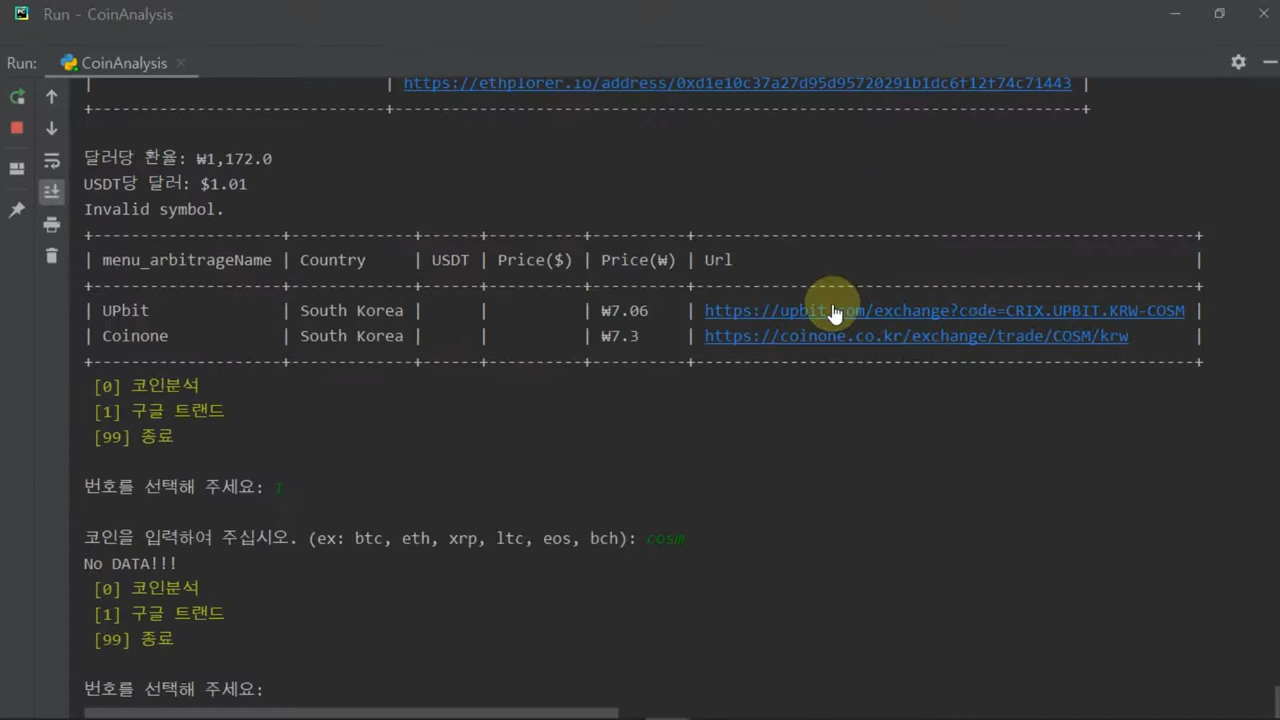 Run - CoinAnalysis
Run: CoinAnalysis
https://ethplorer.io/address/0xd1e10c37a27d95d95720291b1dc6f12f74c71443
달러당 환율: ₩1,172.0
USDT당 달러: $1.01
Invalid symbol.
| menu_arbitrageName | Country | USDT | Price($) | Price(₩) | Url |
| UPbit | South Korea | | | ₩7.06 | https://upbit.com/exchange?code=CRIX.UPBIT.KRW-COSM |
| Coinone | South Korea | | | ₩7.3 | https://coinone.co.kr/exchange/trade/COSM/krw |
[0] 코인분석
[1] 구글 트랜드
[99] 종료
번호를 선택해 주세요: 1
코인을 입력하여 주십시오. (ex: btc, eth, xrp, ltc, eos, bch): cosm
No DATA!!!
[0] 코인분석
[1] 구글 트랜드
[99] 종료
번호를 선택해 주세요: